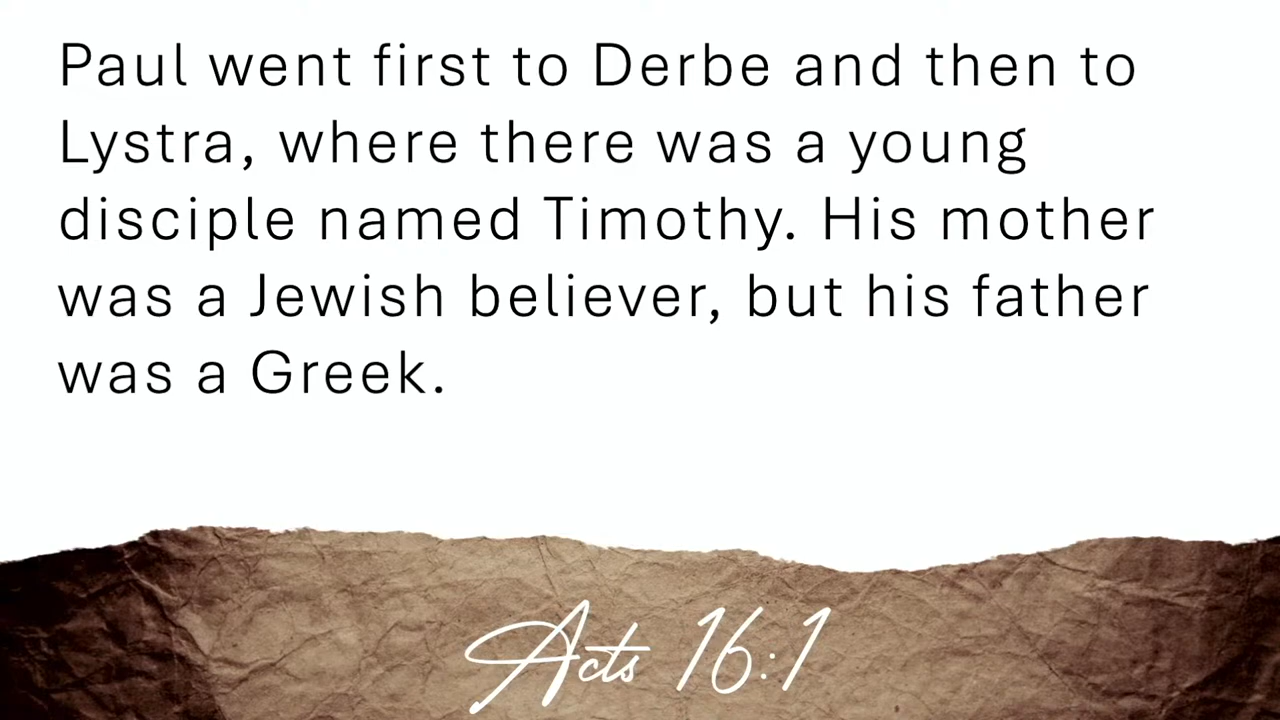 Paul went first to Derbe and then to
Lystra, where there was a young
disciple named Timothy. His mother
was a Jewish believer, but his father
was a Greek.
Acts 16:1